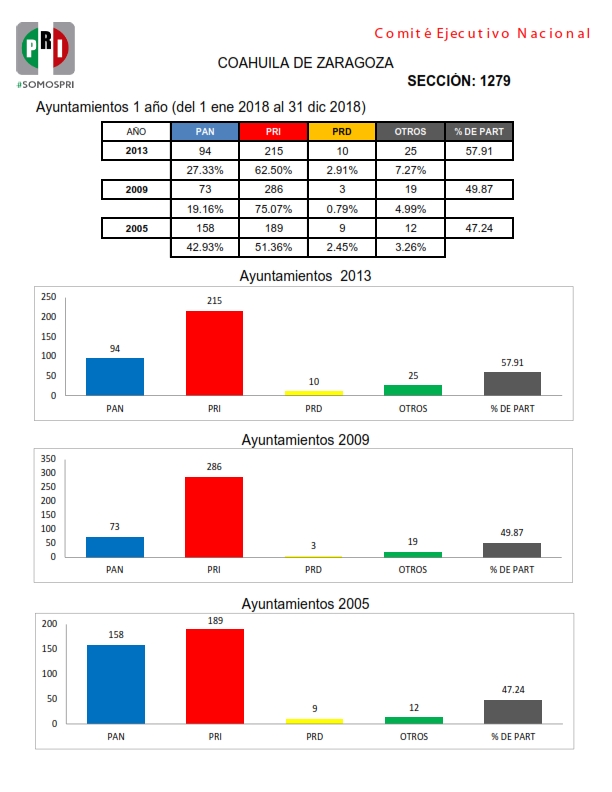 PRI
#SOMOSPRI
Comité Ejecutivo Nacional
COAHUILA DE ZARAGOZA
SECCIÓN: 1279
Ayuntamientos 1 año (del 1 ene 2018 al 31 dic 2018)
AÑO PAN PRI PRD OTROS % DE PART
2013 94 215 10 25 57.91
27.33% 62.50% 2.91% 7.27%
2009 73 286 3 19 49.87
19.16% 75.07% 0.79% 4.99%
2005 158 189 9 12 47.24
42.93% 51.36% 2.45% 3.26%
Ayuntamientos 2013
250
200
150
100
50
0
94 215 10 25 57.91
PAN PRI PRD OTROS % DE PART
Ayuntamientos 2009
350
300
250
200
150
100
50
0
73 286 3 19 49.87
PAN PRI PRD OTROS % DE PART
Ayuntamientos 2005
200
150
100
50
0
158 189 9 12 47.24
PAN PRI PRD OTROS % DE PART